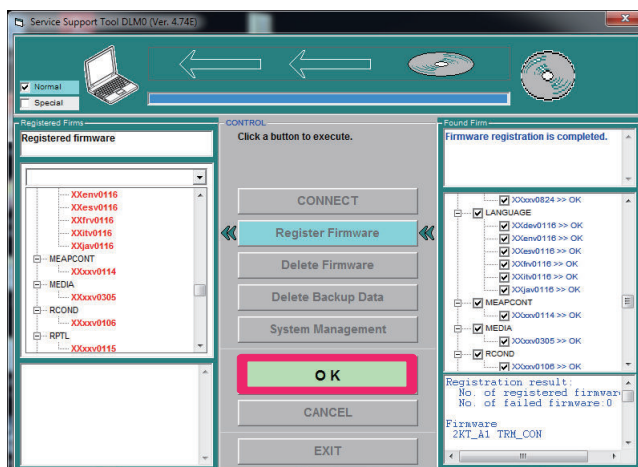 Service Support Tool DLM0 (Ver. 4.74E)
Normal
Special
Registered Firms
Registered firmware
XXenv0116
XXesv0116
XXfrv0116
XXitv0116
XXjav0116
MEAPCONT
XXxxv0114
MEDIA
XXxxv0305
RCOND
XXxxv0106
RPTL
XXxxv0115
CONTROL
Click a button to execute.
CONNECT
Register Firmware
Delete Firmware
Delete Backup Data
System Management
O K
CANCEL
EXIT
Found Firm
Firmware registration is completed.
XXxxv0824 >> OK
LANGUAGE
XXdev0116 >> OK
XXenv0116 >> OK
XXesv0116 >> OK
XXfrv0116 >> OK
XXitv0116 >> OK
XXjav0116 >> OK
MEAPCONT
XXxxv0114 >> OK
MEDIA
XXxxv0305 >> OK
RCOND
XXxxv0106 >> OK
Registration result:
No. of registered firmware
No. of failed firmware:0
Firmware
2KT_A1 TRM_CON